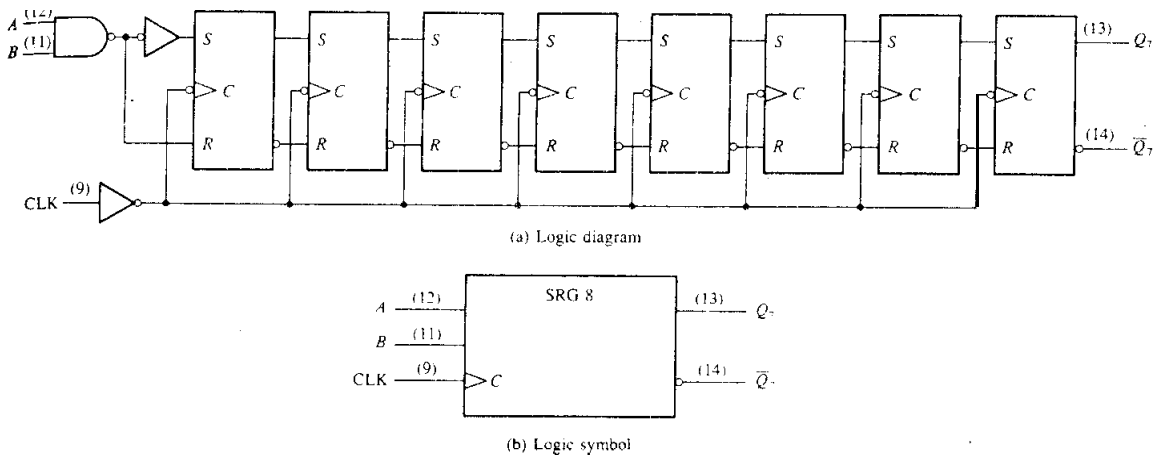 A (12)
B (11)
S S S S S S S S (13) Q₇
C C C C C C C C
R R R R R R R R (14) Q̅₇
CLK (9)
(a) Logic diagram
SRG 8
A (12) (13) Q₇
B (11)
CLK (9) C (14) Q̅
(b) Logic symbol